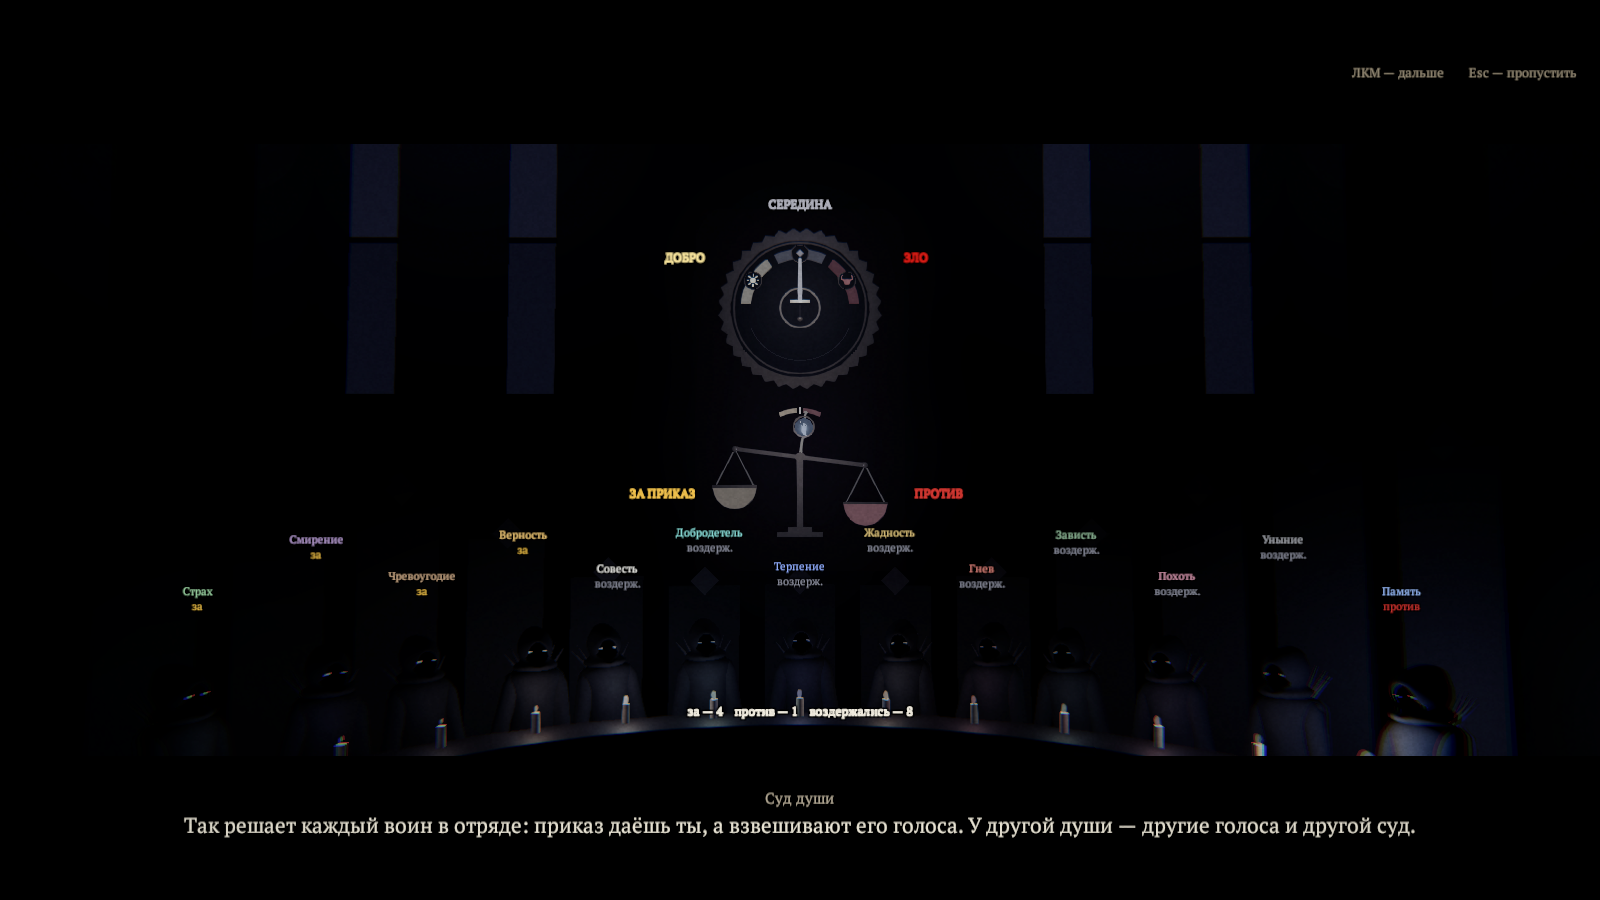 ЛКМ — дальше Esc — пропустить
СЕРЕДИНА
ДОБРО
ЗЛО
ЗА ПРИКАЗ
ПРОТИВ
Страх
за
Смирение
за
Чревоугодие
за
Верность
за
Совесть
воздерж.
Добродетель
воздерж.
Терпение
воздерж.
Жадность
воздерж.
Гнев
воздерж.
Зависть
воздерж.
Похоть
воздерж.
Уныние
воздерж.
Память
против
за — 4 против — 1 воздержались — 8
Суд души
Так решает каждый воин в отряде: приказ даёшь ты, а взвешивают его голоса. У другой души — другие голоса и другой суд.